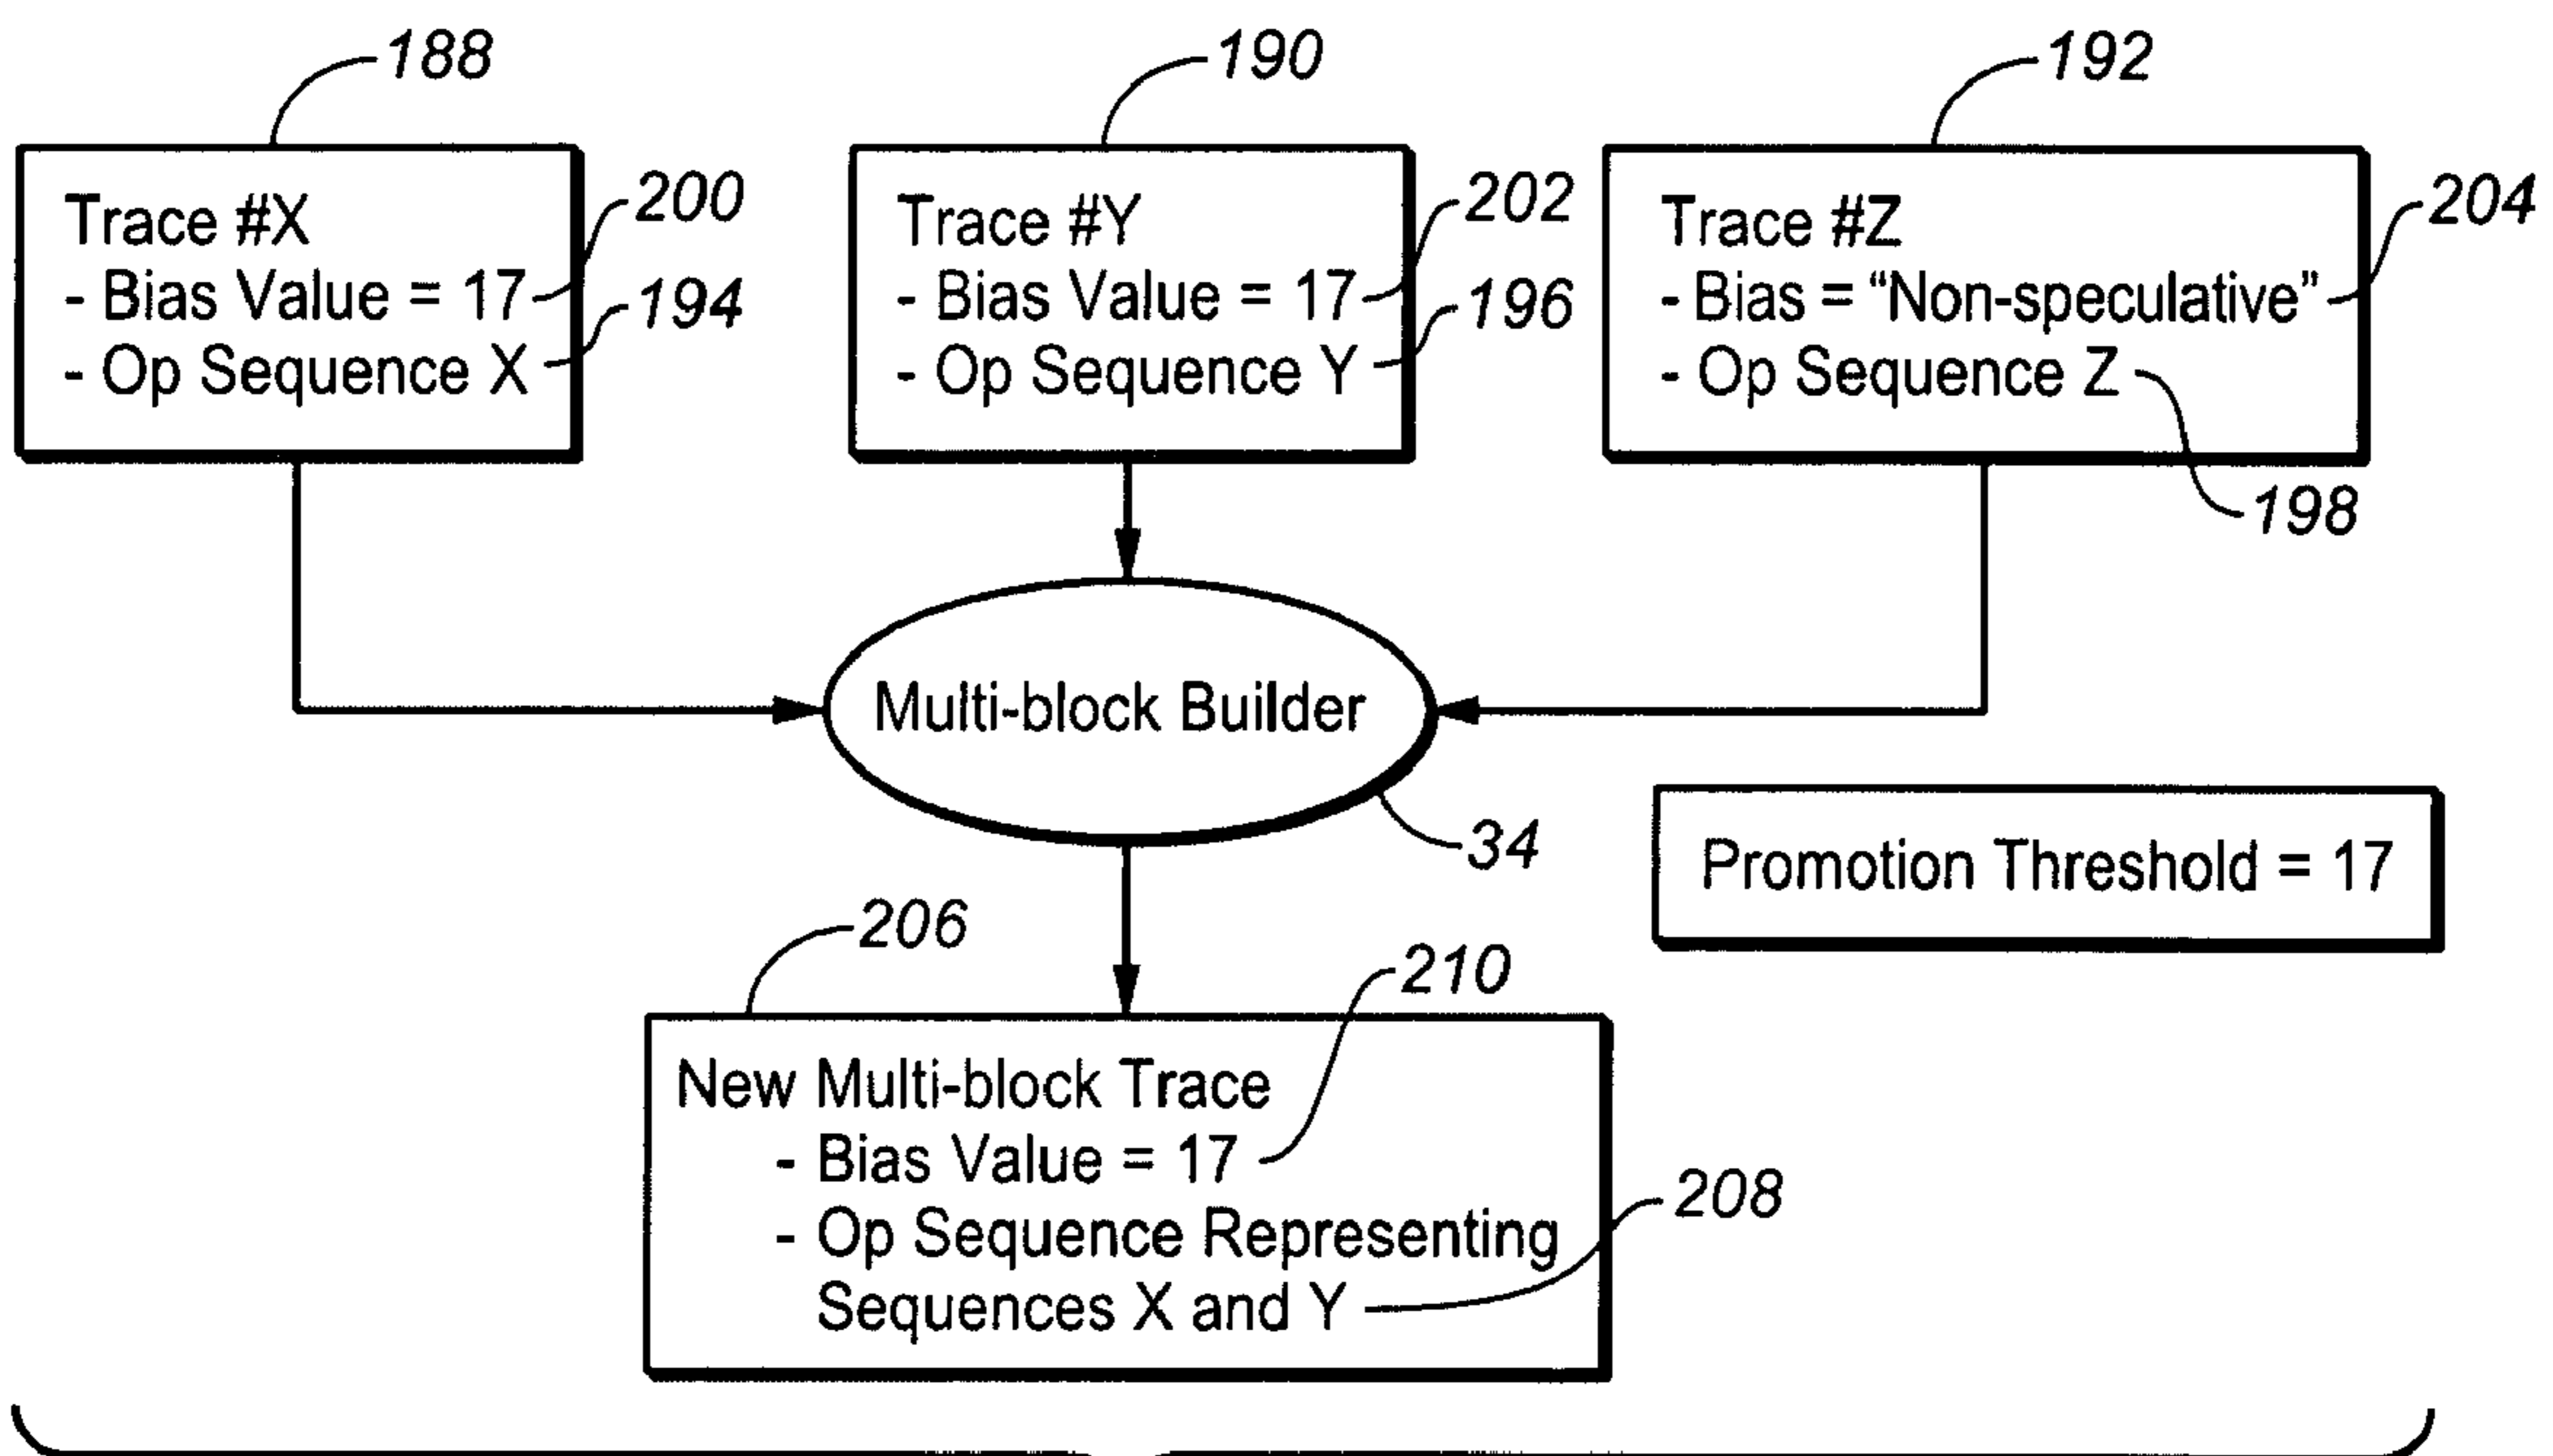 188
190
192
Trace #X
- Bias Value = 17
- Op Sequence X
200
194
Trace #Y
- Bias Value = 17
- Op Sequence Y
202
196
Trace #Z
- Bias = “Non-speculative”
- Op Sequence Z
204
198
Multi-block Builder
34
Promotion Threshold = 17
206
210
New Multi-block Trace
- Bias Value = 17
- Op Sequence Representing
Sequences X and Y
208